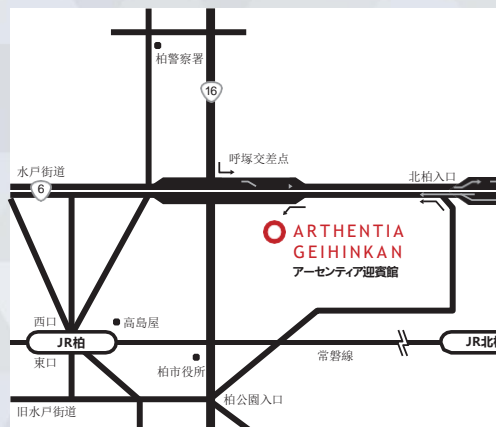 柏警察署
16
呼塚交差点
水戸街道
6
北柏入口
ARTHENTIA
GEIHINKAN
アーセンティア迎賓館
西口
高島屋
JR柏
JR北柏
東口
柏市役所
常磐線
柏公園入口
旧水戸街道